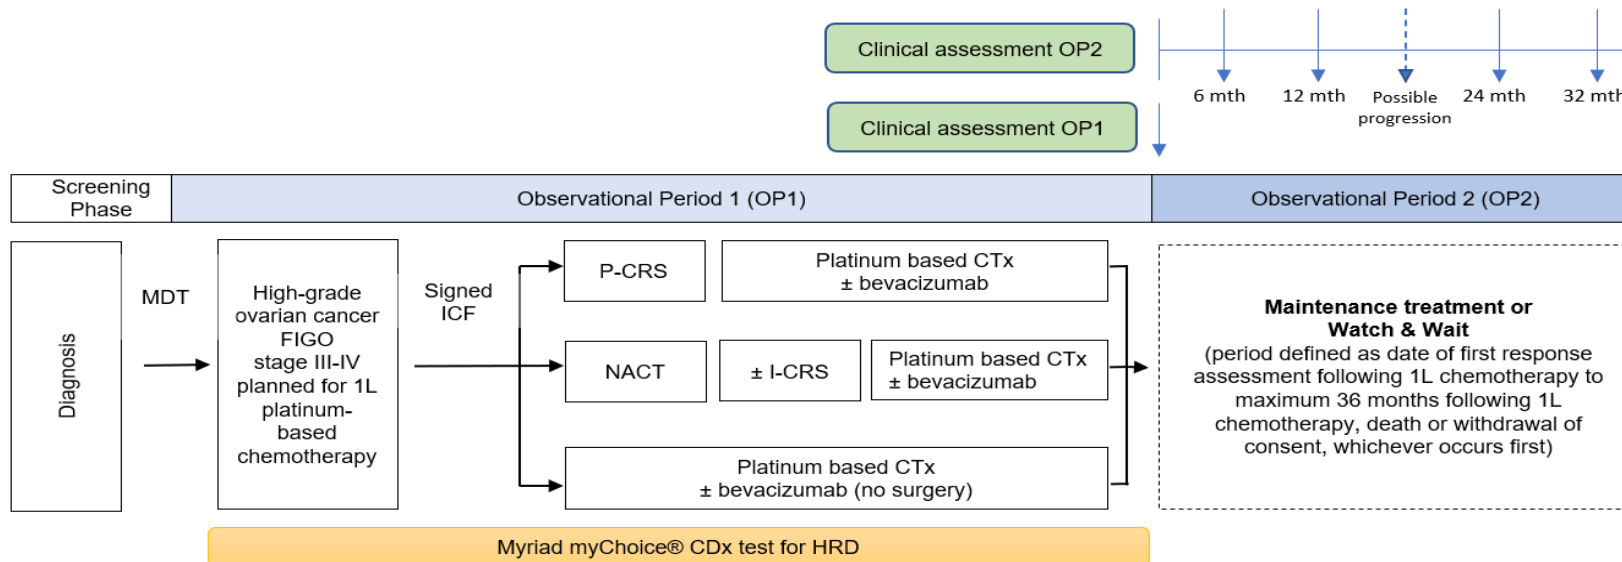 Clinical assessment OP2
6 mth
12 mth
Possible
progression
24 mth
32 mth
Clinical assessment OP1
Screening
Phase
Observational Period 1 (OP1)
Observational Period 2 (OP2)
Diagnosis
MDT
High-grade
ovarian cancer
FIGO
stage III-IV
planned for 1L
platinum-
based
chemotherapy
Signed
ICF
P-CRS
Platinum based CTx
± bevacizumab
NACT
± I-CRS
Platinum based CTx
± bevacizumab
Platinum based CTx
± bevacizumab (no surgery)
Maintenance treatment or
Watch & Wait
(period defined as date of first response
assessment following 1L chemotherapy to
maximum 36 months following 1L
chemotherapy, death or withdrawal of
consent, whichever occurs first)
Myriad myChoice® CDx test for HRD